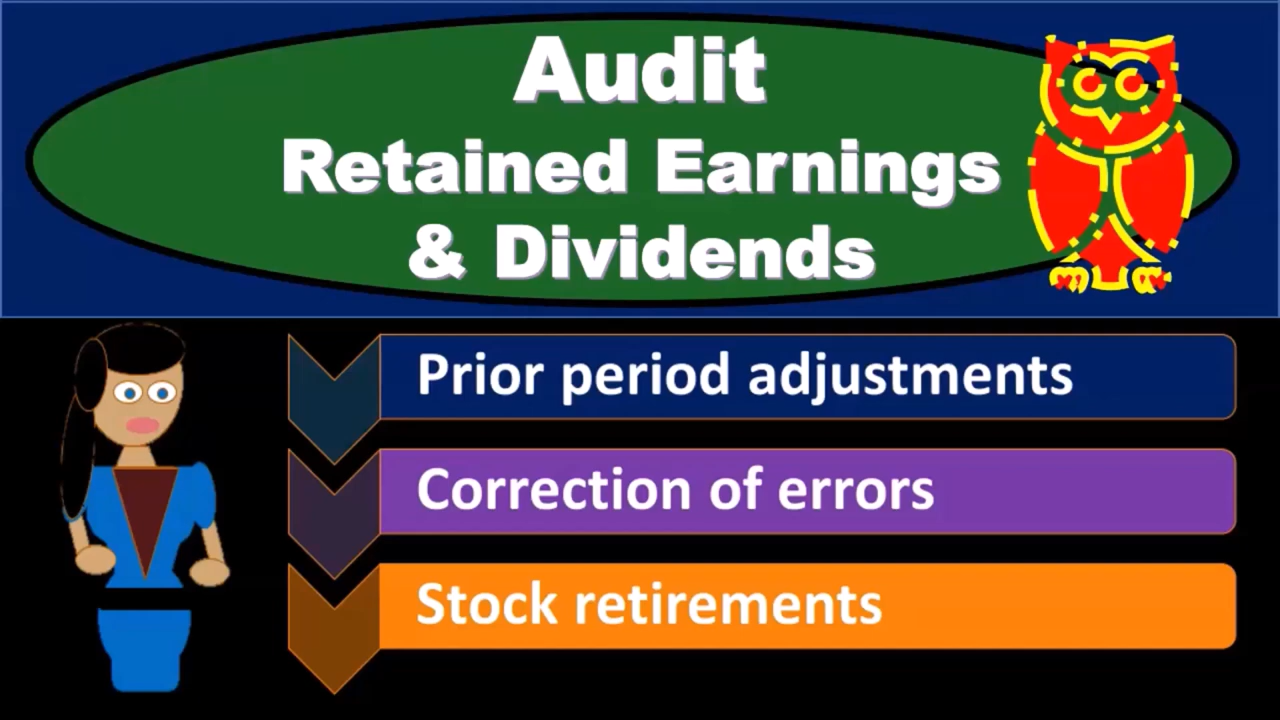 Audit
Retained Earnings
& Dividends
Prior period adjustments
Correction of errors
Stock retirements